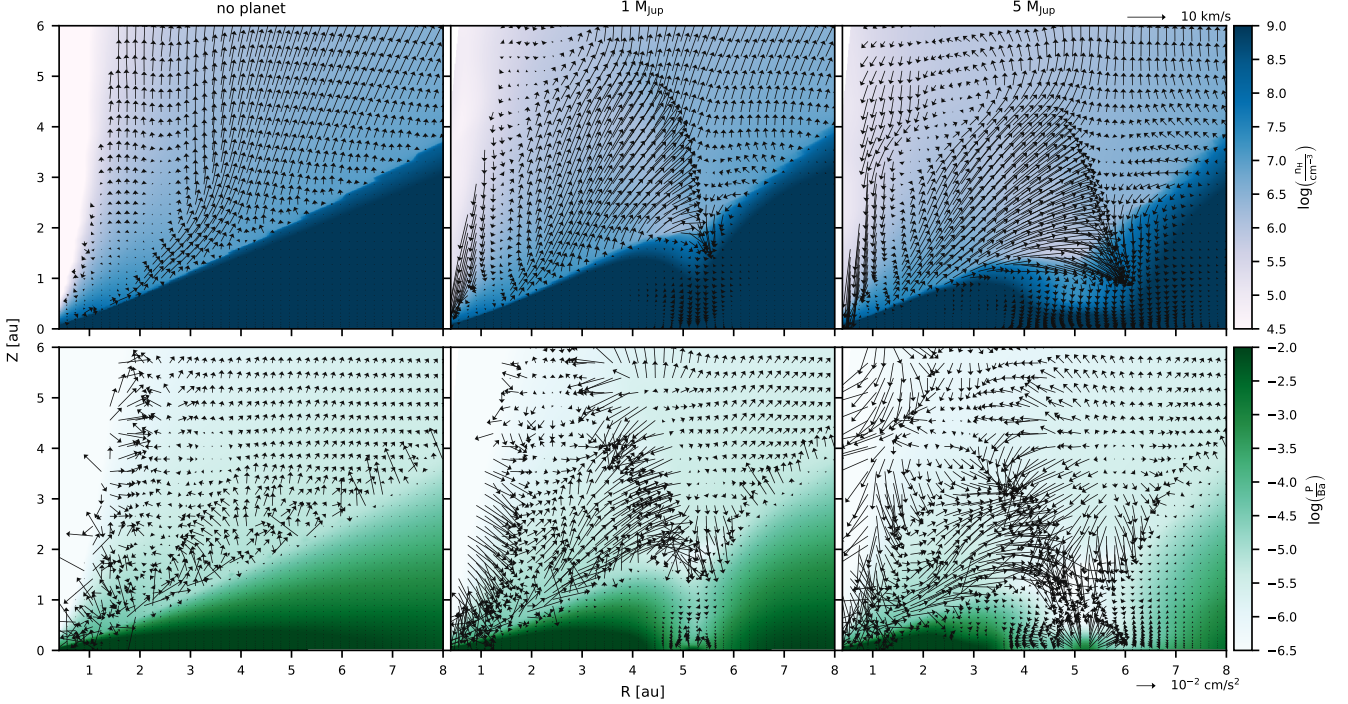 no planet
1 M_Jup
5 M_Jup
10 km/s
6
5
4
3
2
1
0
9.0
8.5
8.0
7.5
7.0
6.5
6.0
5.5
5.0
4.5
log(n_H/cm⁻³)
Z [au]
6
5
4
3
2
1
0
−2.0
−2.5
−3.0
−3.5
−4.0
−4.5
−5.0
−5.5
−6.0
−6.5
log(P/Ba)
1 2 3 4 5 6 7 8
1 2 3 4 5 6 7 8
1 2 3 4 5 6 7 8
R [au]
10⁻² cm/s²